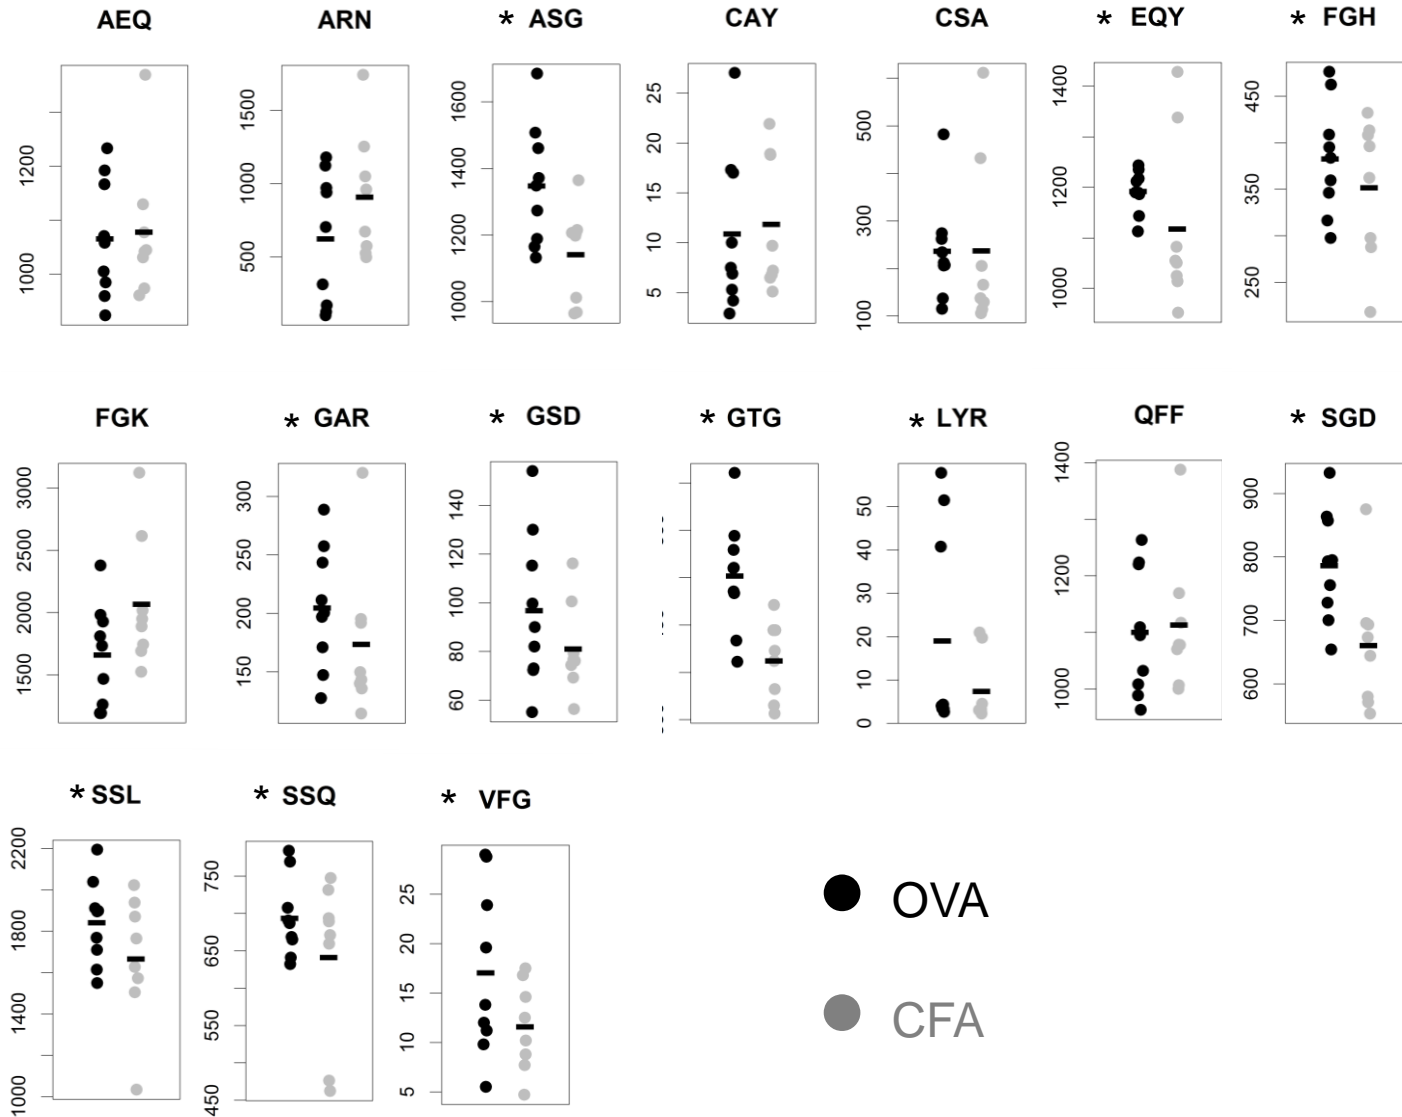 AEQ ARN * ASG CAY CSA * EQY * FGH
1000 1200
500 1000 1500
1000 1200 1400 1600
5 10 15 20 25
100 300 500
1000 1200 1400
250 350 450
FGK * GAR * GSD * GTG * LYR QFF * SGD
1500 2000 2500 3000
150 200 250 300
60 80 100 120 140
0 10 20 30 40 50
1000 1200 1400
600 700 800 900
* SSL * SSQ * VFG
1000 1400 1800 2200
450 550 650 750
5 10 15 20 25
OVA
CFA